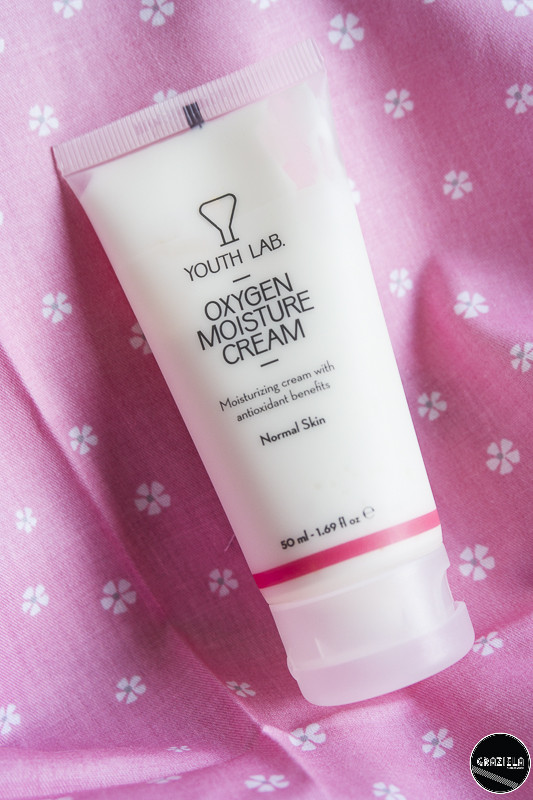 YOUTH LAB.
OXYGEN
MOISTURE
CREAM
Moisturizing cream with
antioxidant benefits
Normal Skin
50 ml - 1.69 fl oz ℮
GRAZIELA